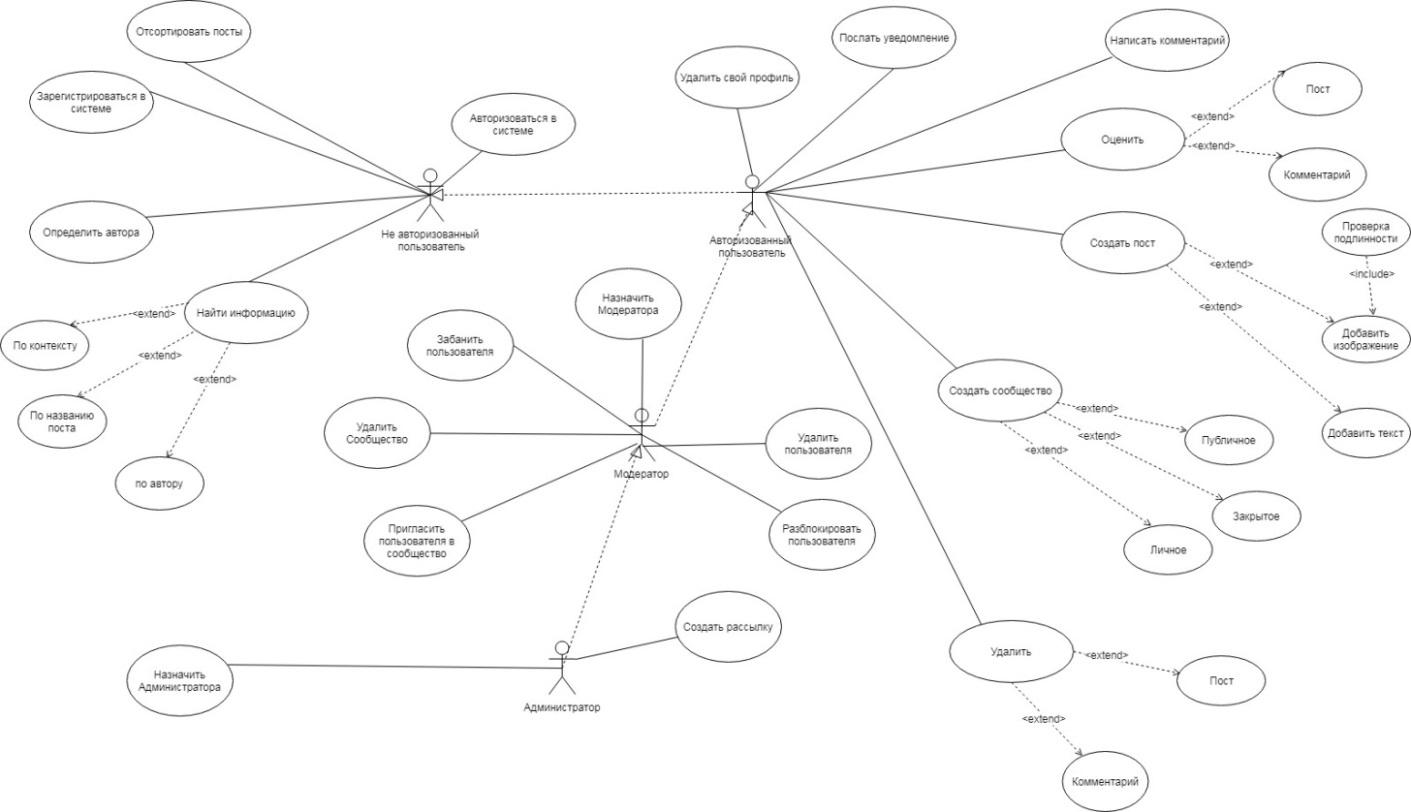 Отсортировать посты
Послать уведомление
Написать комментарий
Удалить свой профиль
Зарегистрироваться в
системе
Авторизоваться в
системе
Пост
<extend>
Оценить
<extend>
Комментарий
Определить автора
Не авторизованный
пользователь
Авторизованный
пользователь
Создать пост
Проверка
подлинности
<extend>
<include>
<extend>
Добавить
изображение
Добавить текст
Найти информацию
<extend>
По контексту
<extend>
<extend>
По названию
поста
по автору
Назначить
Модератора
Забанить
пользователя
Удалить
Сообщество
Удалить
пользователя
Модератор
Пригласить
пользователя в
сообщество
Разблокировать
пользователя
Создать сообщество
<extend>
<extend>
<extend>
Публичное
Закрытое
Личное
Создать рассылку
Назначить
Администратора
Администратор
Удалить
<extend>
Пост
<extend>
Комментарий